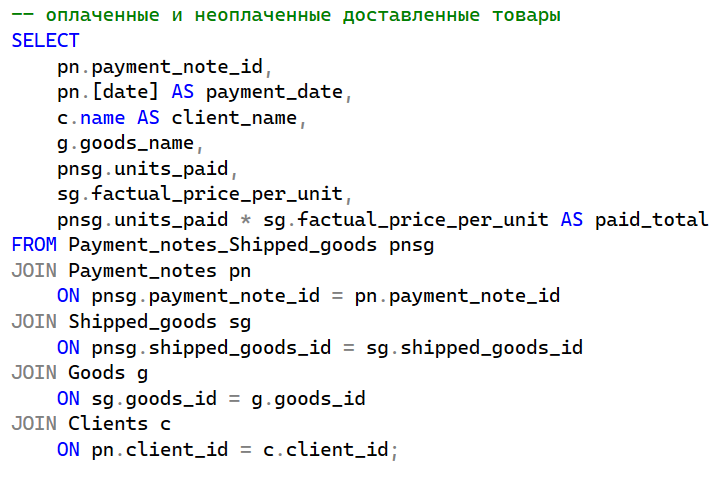 -- оплаченные и неоплаченные доставленные товары
SELECT
    pn.payment_note_id,
    pn.[date] AS payment_date,
    c.name AS client_name,
    g.goods_name,
    pnsg.units_paid,
    sg.factual_price_per_unit,
    pnsg.units_paid * sg.factual_price_per_unit AS paid_total
FROM Payment_notes_Shipped_goods pnsg
JOIN Payment_notes pn
    ON pnsg.payment_note_id = pn.payment_note_id
JOIN Shipped_goods sg
    ON pnsg.shipped_goods_id = sg.shipped_goods_id
JOIN Goods g
    ON sg.goods_id = g.goods_id
JOIN Clients c
    ON pn.client_id = c.client_id;